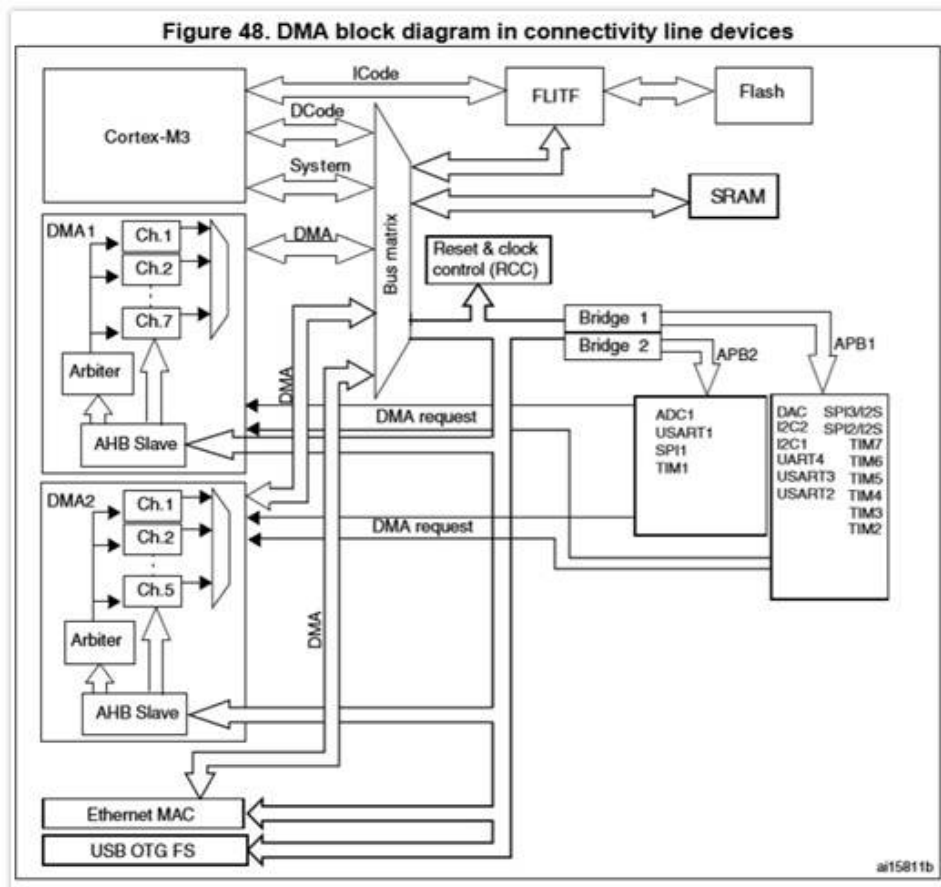 Figure 48. DMA block diagram in connectivity line devices
ICode
FLITF
Flash
DCode
Cortex-M3
System
SRAM
DMA1
Ch.1
DMA
Bus matrix
Reset & clock
control (RCC)
Ch.2
Ch.7
Bridge 1
Bridge 2
APB2
APB1
Arbiter
DMA
DMA request
AHB Slave
ADC1
USART1
SPI1
TIM1
DAC SPI3/I2S
I2C2 SPI2/I2S
I2C1 TIM7
UART4 TIM6
USART3 TIM5
USART2 TIM4
TIM3
TIM2
DMA2
Ch.1
Ch.2
DMA request
Ch.5
DMA
Arbiter
AHB Slave
Ethernet MAC
USB OTG FS
ai15811b